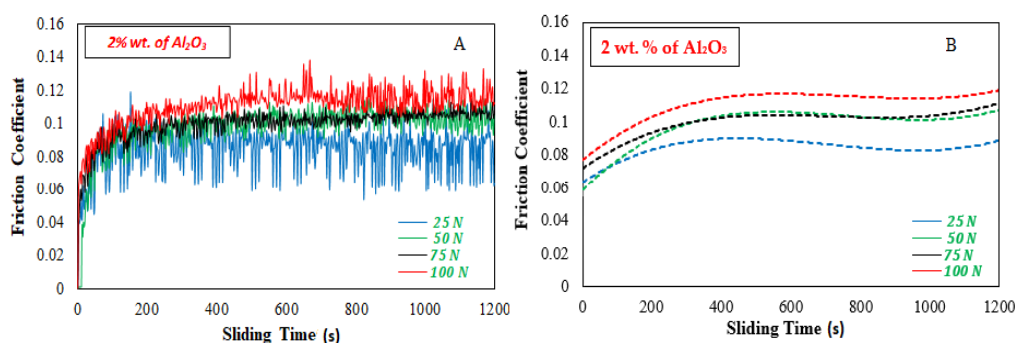 0.16
0.14
0.12
0.1
0.08
0.06
0.04
0.02
0
Friction Coefficient
2% wt. of Al₂O₃
A
25 N
50 N
75 N
100 N
0 200 400 600 800 1000 1200
Sliding Time (s)
0.16
0.14
0.12
0.10
0.08
0.06
0.04
0.02
0
Friction Coefficient
2 wt. % of Al₂O₃
B
25 N
50 N
75 N
100 N
0 200 400 600 800 1000 1200
Sliding Time (s)